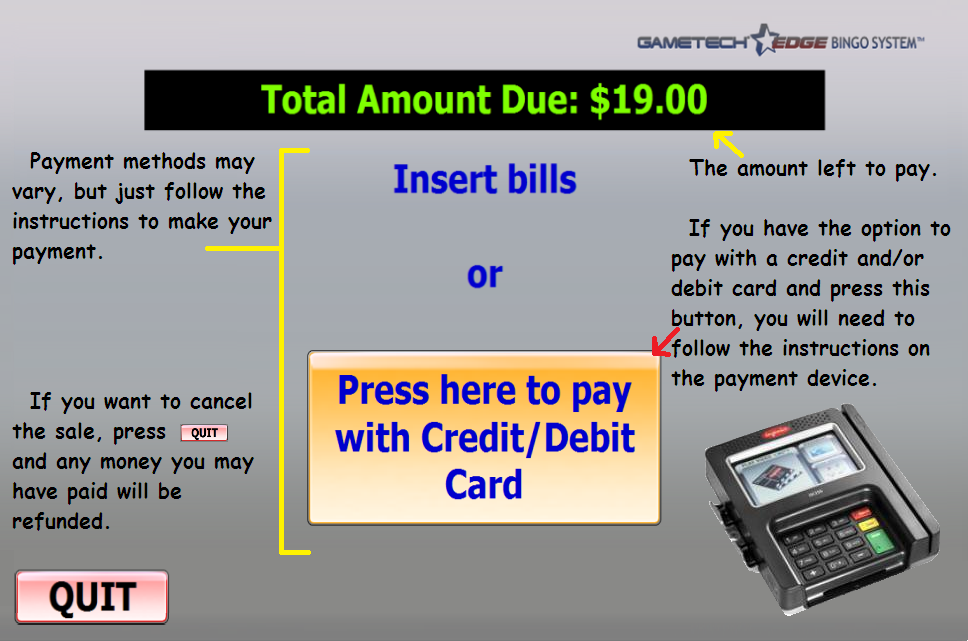 GAMETECH EDGE BINGO SYSTEM™
Total Amount Due: $19.00
Payment methods may
vary, but just follow the
instructions to make your
payment.
Insert bills
or
Press here to pay
with Credit/Debit
Card
The amount left to pay.
If you have the option to
pay with a credit and/or
debit card and press this
button, you will need to
follow the instructions on
the payment device.
If you want to cancel
the sale, press QUIT
and any money you may
have paid will be
refunded.
QUIT